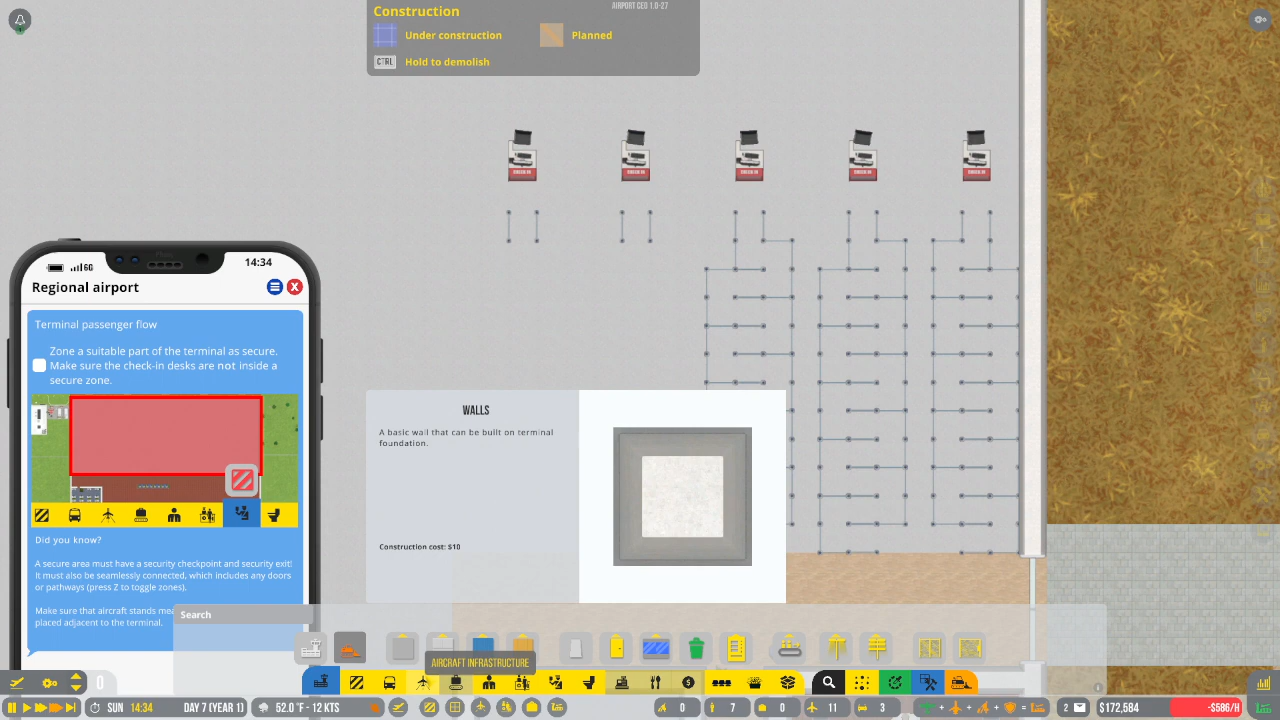 AIRPORT CEO 1.0-27
Construction
Under construction
Planned
CTRL
Hold to demolish
6G
14:34
Regional airport
Terminal passenger flow
Zone a suitable part of the terminal as secure.
Make sure the check-in desks are not inside a
secure zone.
Did you know?
A secure area must have a security checkpoint and security exit!
It must also be seamlessly connected, which includes any doors
or pathways (press Z to toggle zones).
Make sure that aircraft stands mea
placed adjacent to the terminal.
WALLS
A basic wall that can be built on terminal
foundation.
Construction cost: $10
Search
AIRCRAFT INFRASTRUCTURE
0
SUN 14:34
DAY 7 (YEAR 1)
52.0 °F - 12 KTS
0
7
0
11
3
2
$172,584
-$586/H